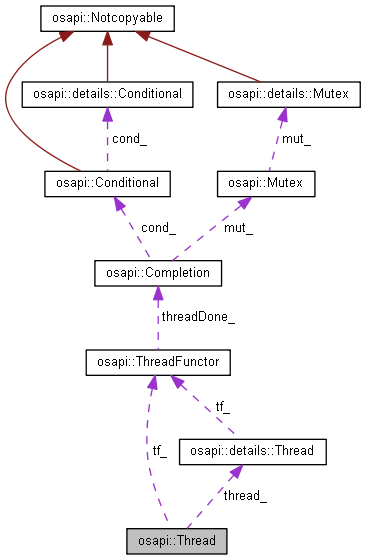 osapi::Notcopyable
osapi::details::Conditional
osapi::details::Mutex
cond_
mut_
osapi::Conditional
osapi::Mutex
cond_
mut_
osapi::Completion
threadDone_
osapi::ThreadFunctor
tf_
tf_
osapi::details::Thread
thread_
osapi::Thread